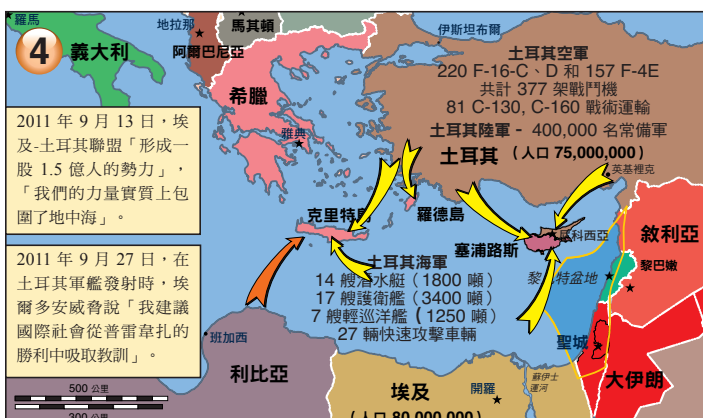 羅馬
4
義大利
地拉那
馬其頓
阿爾巴尼亞
伊斯坦布爾
土耳其空軍
220 F-16-C、D 和 157 F-4E
共計 377 架戰鬥機
81 C-130, C-160 戰術運輸
土耳其陸軍 - 400,000 名常備軍
土耳其 (人口 75,000,000)
英基裡克
希臘
雅典
2011 年 9 月 13 日，埃
及-土耳其聯盟「形成一
股 1.5 億人的勢力」，
「我們的力量實質上包
圍了地中海」。
克里特島
羅德島
塞浦路斯
尼科西亞
敘利亞
黎巴嫩
黎凡特盆地
土耳其海軍
14 艘潛水艇（1800 噸）
17 艘護衛艦（3400 噸）
7 艘輕巡洋艦（1250 噸）
27 輛快速攻擊車輛
2011 年 9 月 27 日，在
土耳其軍艦發射時，埃
爾多安威脅說「我建議
國際社會從普雷韋扎的
勝利中吸取教訓」。
班加西
聖城
利比亞
埃及
開羅
蘇伊士
運河
大伊朗
(人口 80,000,000)
500 公里
300 公里